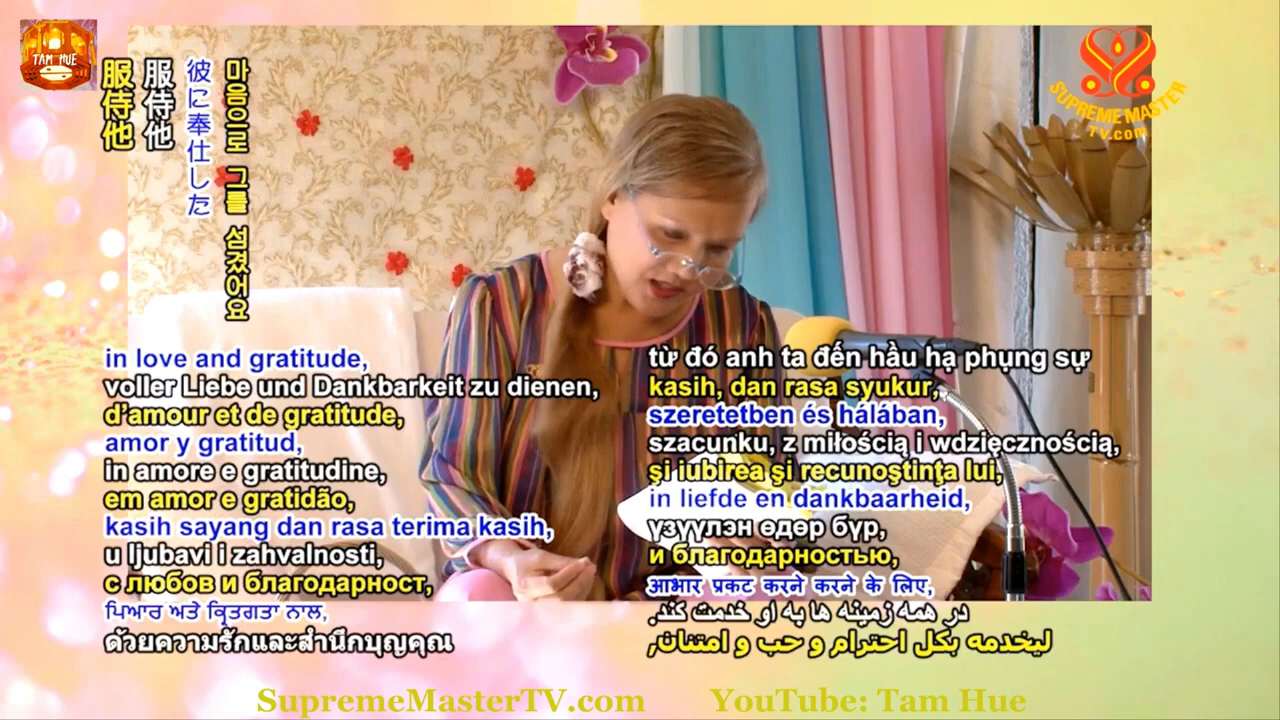 TAM HUE
SUPREME MASTER
TV.com
服侍他
服侍他
彼に奉仕した
마음으로 그를 섬겼어요
in love and gratitude,
voller Liebe und Dankbarkeit zu dienen,
d’amour et de gratitude,
amor y gratitud,
in amore e gratitudine,
em amor e gratidão,
kasih sayang dan rasa terima kasih,
u ljubavi i zahvalnosti,
с любов и благодарност,
ਪਿਆਰ ਅਤੇ ਕ੍ਰਿਤਗਤਾ ਨਾਲ,
ด้วยความรักและสำนึกบุญคุณ
từ đó anh ta đến hầu hạ phụng sự
kasih, dan rasa syukur,
szeretetben és hálában,
szacunku, z miłością i wdzięcznością,
şi iubirea şi recunoştinţa lui,
in liefde en dankbaarheid,
үзүүлэн өдөр бүр,
и благодарностью,
आभार प्रकट करने करने के लिए,
در همه زمینه ها به او خدمت کند.
ليخدمه بكل احترام و حب و امتنان,
SupremeMasterTV.com
YouTube: Tam Hue